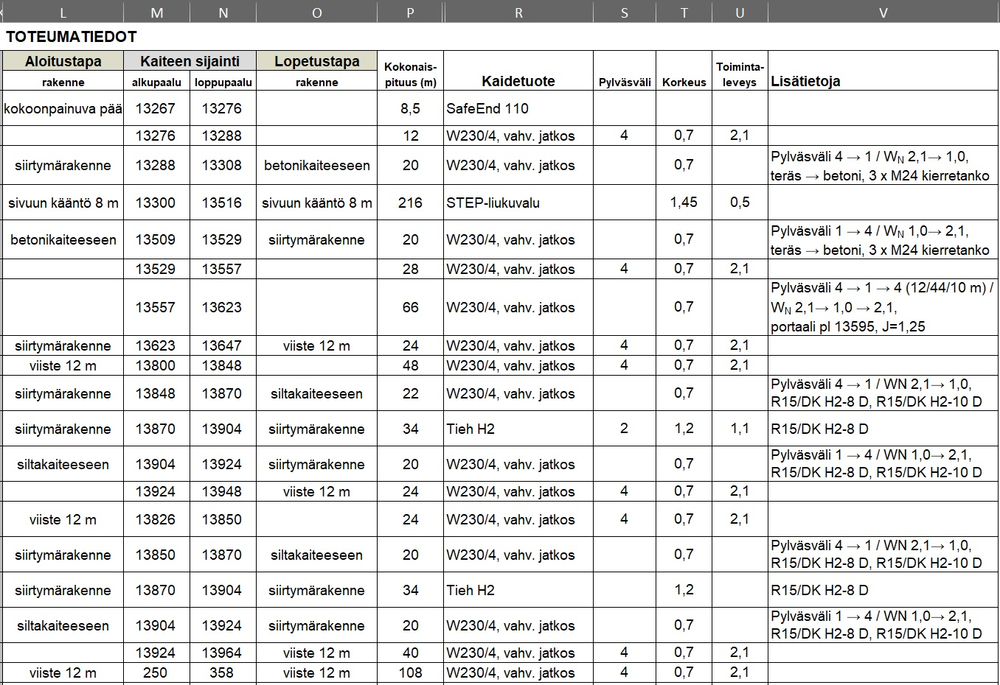 L M N O P R S T U V
TOTEUMATIEDOT
Aloitustapa Kaiteen sijainti Lopetustapa Kokonais- Kaidetuote Pylväsväli Korkeus Toiminta- Lisätietoja
rakenne alkupaalu loppupaalu rakenne pituus (m) leveys
kokoonpainuva pää 13267 13276 8,5 SafeEnd 110
13276 13288 12 W230/4, vahv. jatkos 4 0,7 2,1
siirtymärakenne 13288 13308 betonikaiteeseen 20 W230/4, vahv. jatkos 0,7 Pylväsväli 4 → 1 / WN 2,1→ 1,0,
teräs → betoni, 3 x M24 kierretanko
sivuun kääntö 8 m 13300 13516 sivuun kääntö 8 m 216 STEP-liukuvalu 1,45 0,5
betonikaiteeseen 13509 13529 siirtymärakenne 20 W230/4, vahv. jatkos 0,7 Pylväsväli 1 → 4 / WN 1,0→ 2,1,
teräs → betoni, 3 x M24 kierretanko
13529 13557 28 W230/4, vahv. jatkos 4 0,7 2,1
13557 13623 66 W230/4, vahv. jatkos 0,7 Pylväsväli 4 → 1 → 4 (12/44/10 m) /
WN 2,1→ 1,0 → 2,1,
portaali pl 13595, J=1,25
siirtymärakenne 13623 13647 viiste 12 m 24 W230/4, vahv. jatkos 4 0,7 2,1
viiste 12 m 13800 13848 48 W230/4, vahv. jatkos 4 0,7 2,1
siirtymärakenne 13848 13870 siltakaiteeseen 22 W230/4, vahv. jatkos 0,7 Pylväsväli 4 → 1 / WN 2,1→ 1,0,
R15/DK H2-8 D, R15/DK H2-10 D
siirtymärakenne 13870 13904 siirtymärakenne 34 Tieh H2 2 1,2 1,1 R15/DK H2-8 D
siltakaiteeseen 13904 13924 siirtymärakenne 20 W230/4, vahv. jatkos 0,7 Pylväsväli 1 → 4 / WN 1,0→ 2,1,
R15/DK H2-8 D, R15/DK H2-10 D
13924 13948 viiste 12 m 24 W230/4, vahv. jatkos 4 0,7 2,1
viiste 12 m 13826 13850 24 W230/4, vahv. jatkos 4 0,7 2,1
siirtymärakenne 13850 13870 siltakaiteeseen 20 W230/4, vahv. jatkos 0,7 Pylväsväli 4 → 1 / WN 2,1→ 1,0,
R15/DK H2-8 D, R15/DK H2-10 D
siirtymärakenne 13870 13904 siirtymärakenne 34 Tieh H2 1,2 R15/DK H2-8 D
siltakaiteeseen 13904 13924 siirtymärakenne 20 W230/4, vahv. jatkos 0,7 Pylväsväli 1 → 4 / WN 1,0→ 2,1,
R15/DK H2-8 D, R15/DK H2-10 D
13924 13964 viiste 12 m 40 W230/4, vahv. jatkos 4 0,7 2,1
viiste 12 m 250 358 viiste 12 m 108 W230/4, vahv. jatkos 4 0,7 2,1